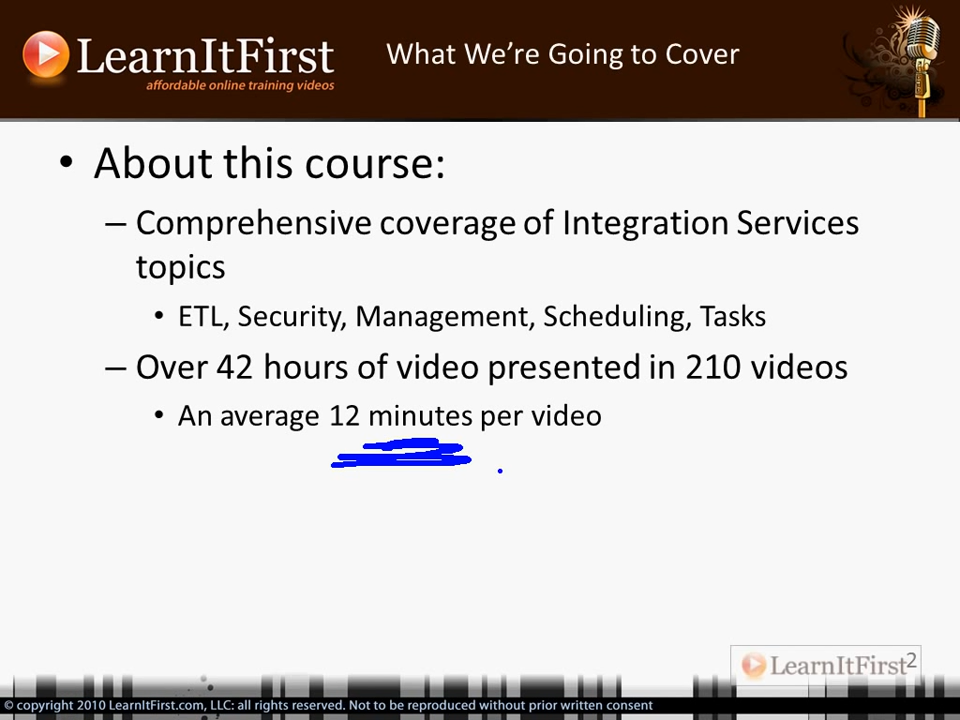 LearnItFirst
affordable online training videos
What We're Going to Cover
• About this course:
– Comprehensive coverage of Integration Services
topics
• ETL, Security, Management, Scheduling, Tasks
– Over 42 hours of video presented in 210 videos
• An average 12 minutes per video
LearnItFirst
2
© copyright 2010 LearnItFirst.com, LLC: all rights reserved. Not to be reproduced without prior written consent